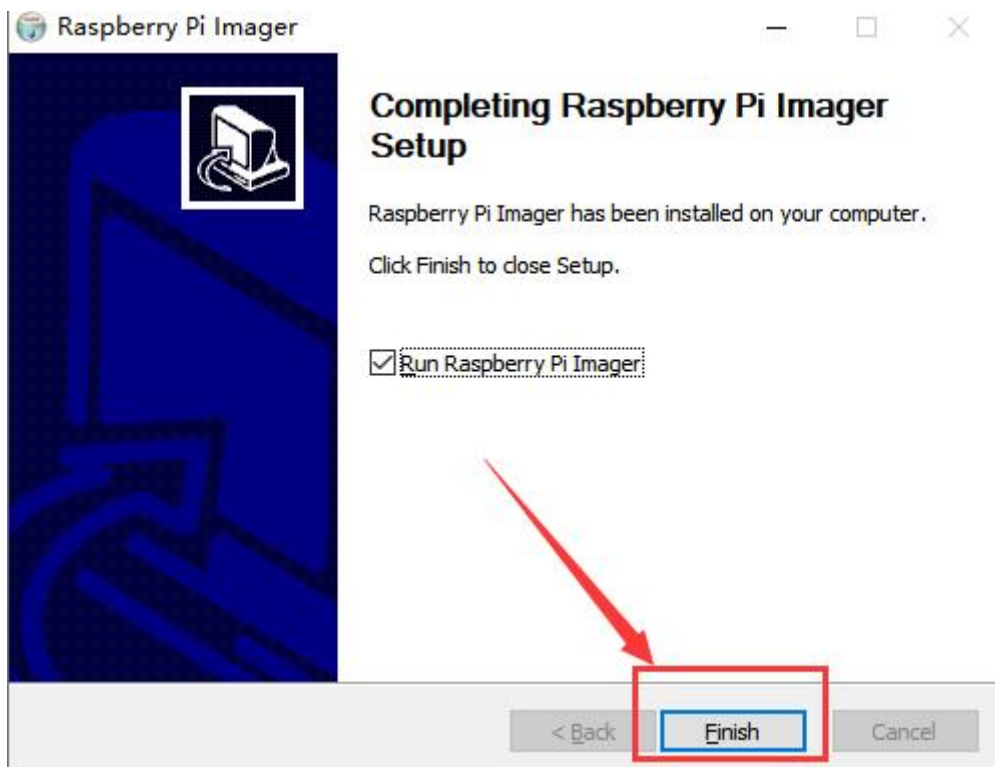 Raspberry Pi Imager
Completing Raspberry Pi Imager
Setup
Raspberry Pi Imager has been installed on your computer.
Click Finish to close Setup.
Run Raspberry Pi Imager
< Back
Finish
Cancel